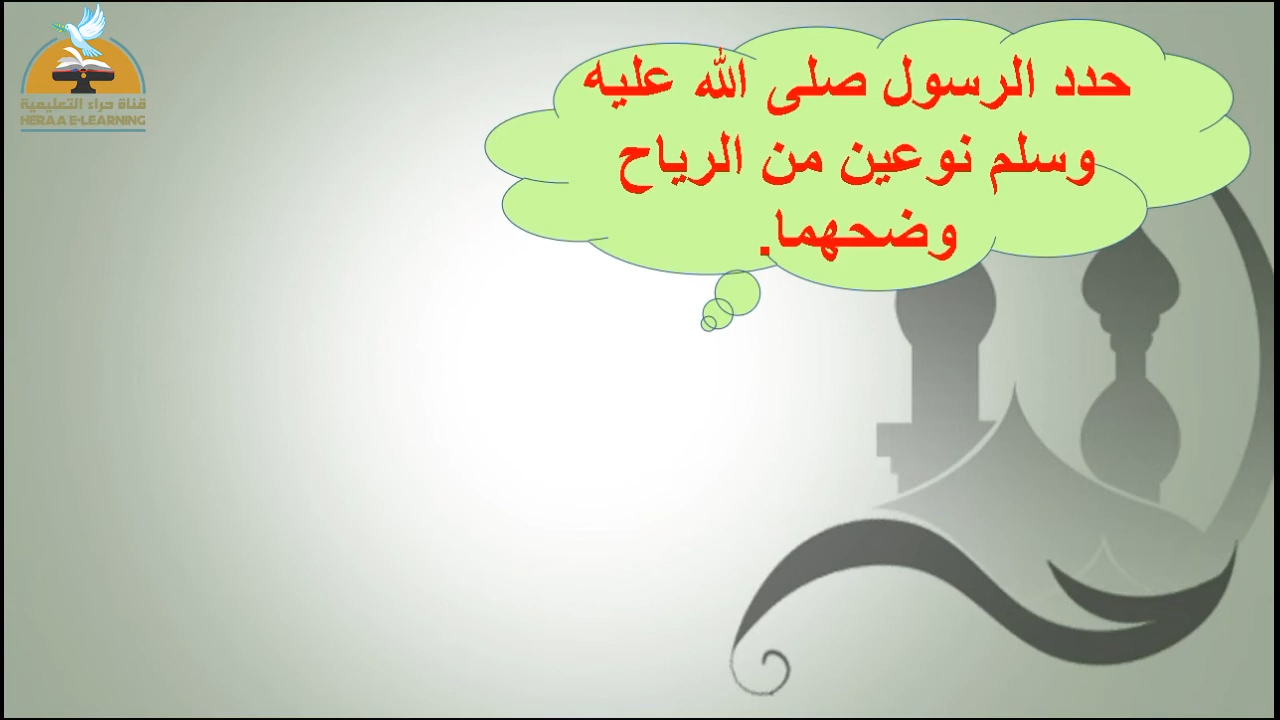 قناة حراء التعليمية
HERAA E-LEARNING
حدد الرسول صلى الله عليه
وسلم نوعين من الرياح
وضحهما.